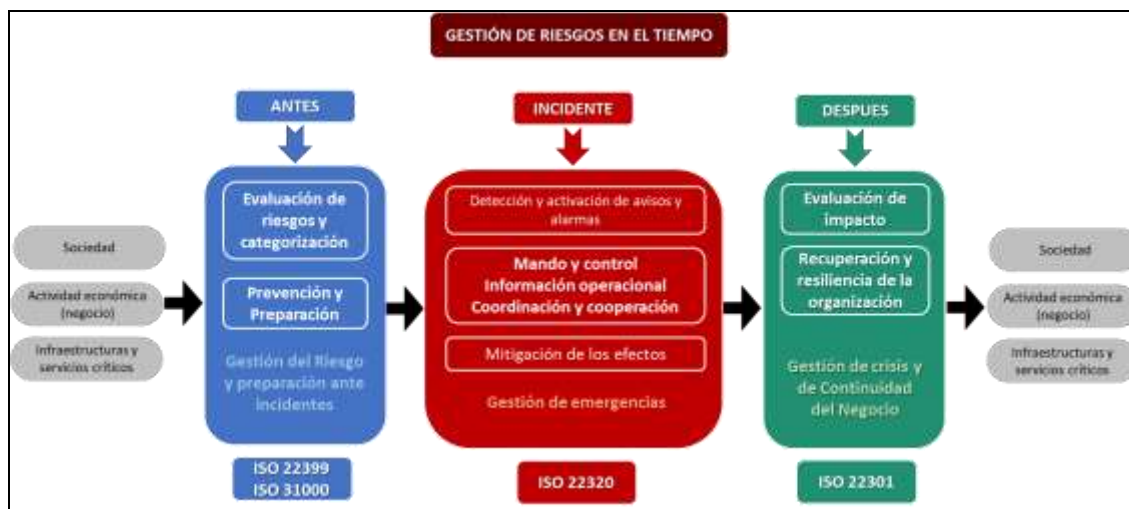 GESTIÓN DE RIESGOS EN EL TIEMPO
ANTES
INCIDENTE
DESPUES
Sociedad
Actividad económica
(negocio)
Infraestructuras y
servicios críticos
Evaluación de
riesgos y
categorización
Prevención y
Preparación
Gestión del Riesgo
y preparación ante
incidentes
ISO 22399
ISO 31000
Detección y activación de avisos y
alarmas
Mando y control
Información operacional
Coordinación y cooperación
Mitigación de los efectos
Gestión de emergencias
ISO 22320
Evaluación de
impacto
Recuperación y
resiliencia de la
organización
Gestión de crisis y
de Continuidad
del Negocio
ISO 22301
Sociedad
Actividad económica
(negocio)
Infraestructuras y
servicios críticos